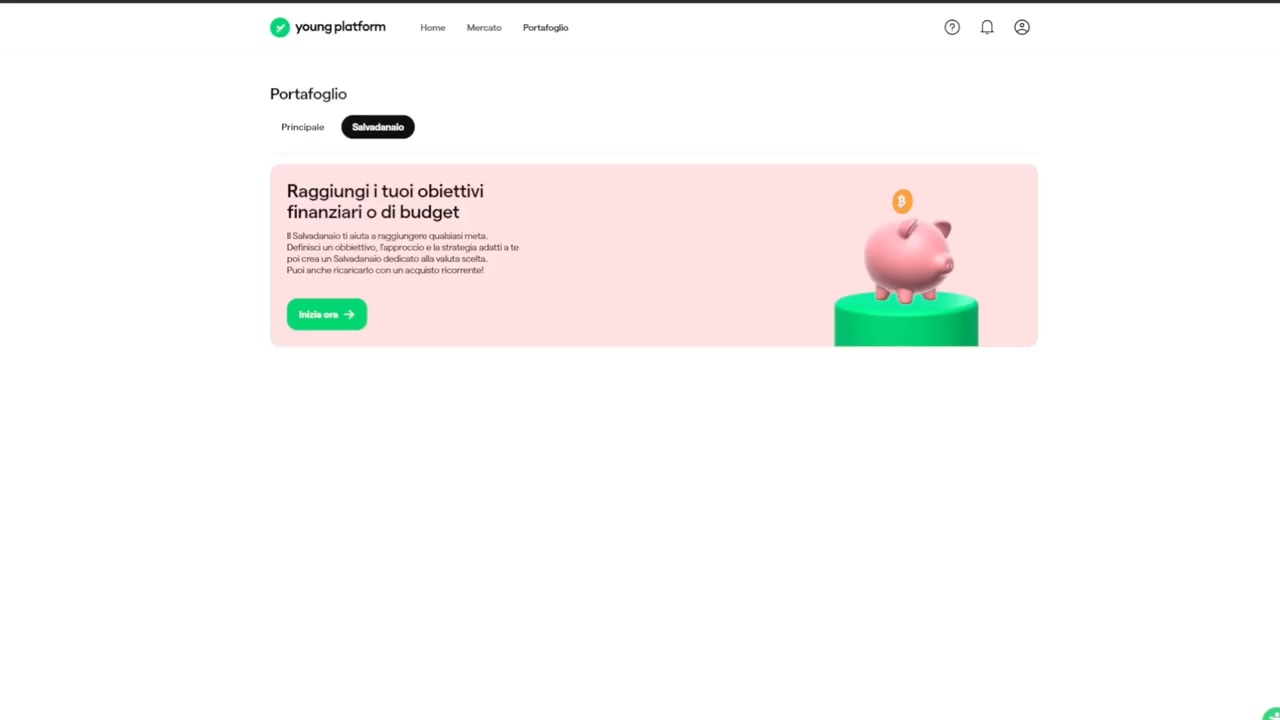 young platform
Home
Mercato
Portafoglio
Portafoglio
Principale
Salvadanaio
Raggiungi i tuoi obiettivi
finanziari o di budget
Il Salvadanaio ti aiuta a raggiungere qualsiasi meta.
Definisci un obbiettivo, l'approccio e la strategia adatti a te
poi crea un Salvadanaio dedicato alla valuta scelta.
Puoi anche ricaricarlo con un acquisto ricorrente!
Inizia ora